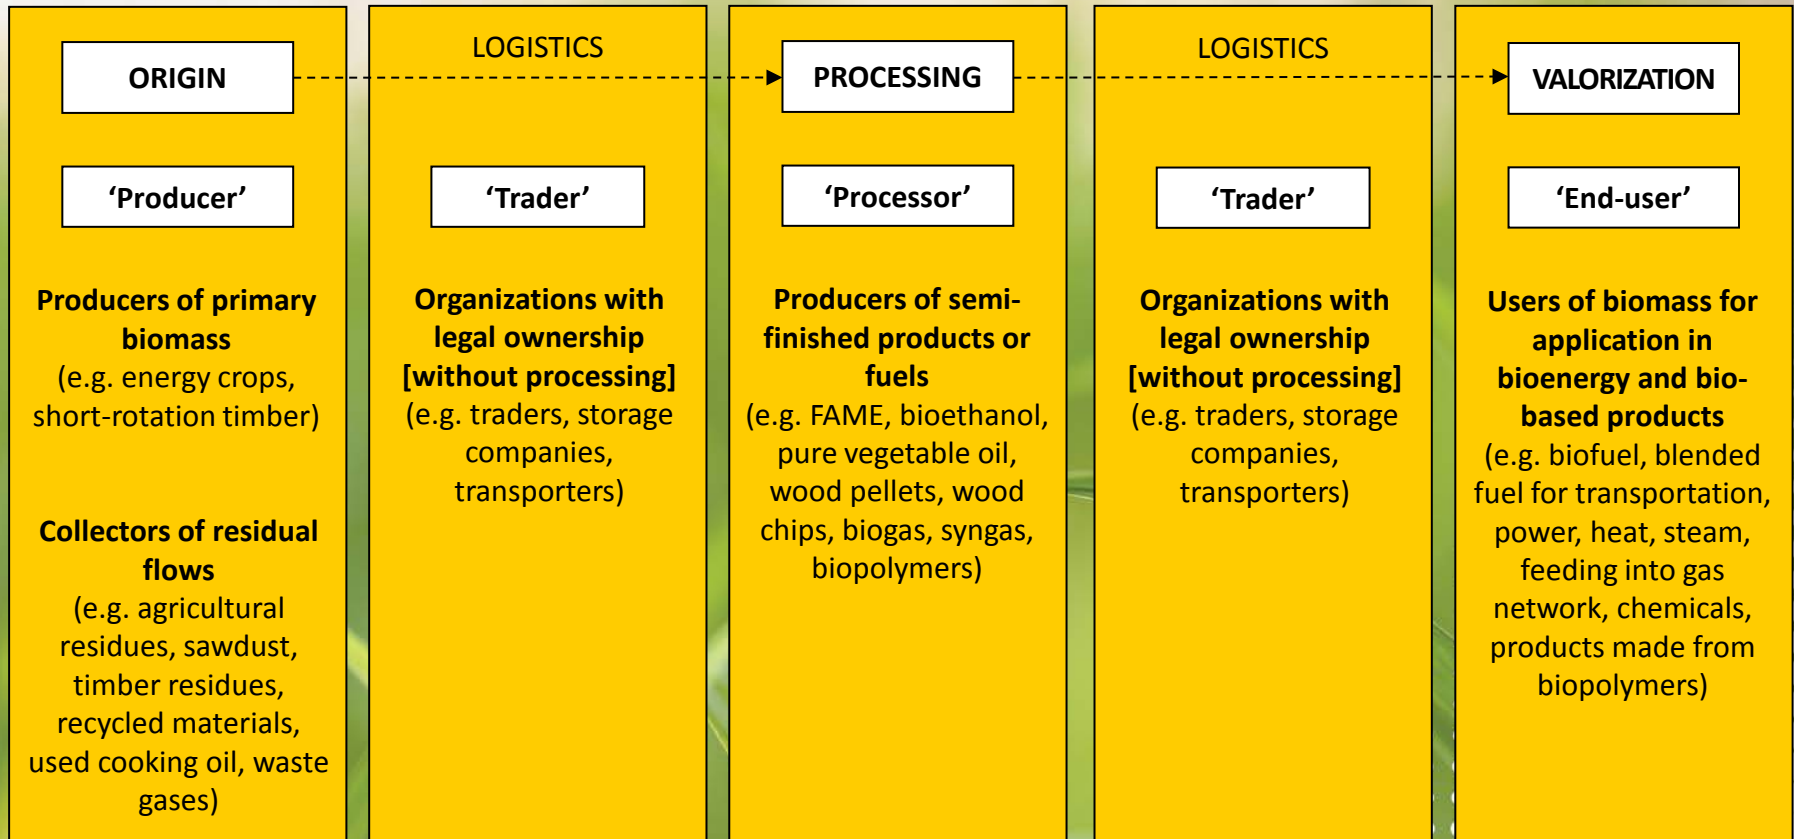 ORIGIN
‘Producer’
Producers of primary
biomass
(e.g. energy crops,
short-rotation timber)
Collectors of residual
flows
(e.g. agricultural
residues, sawdust,
timber residues,
recycled materials,
used cooking oil, waste
gases)
LOGISTICS
‘Trader’
Organizations with
legal ownership
[without processing]
(e.g. traders, storage
companies,
transporters)
PROCESSING
‘Processor’
Producers of semi-
finished products or
fuels
(e.g. FAME, bioethanol,
pure vegetable oil,
wood pellets, wood
chips, biogas, syngas,
biopolymers)
LOGISTICS
‘Trader’
Organizations with
legal ownership
[without processing]
(e.g. traders, storage
companies,
transporters)
VALORIZATION
‘End-user’
Users of biomass for
application in
bioenergy and bio-
based products
(e.g. biofuel, blended
fuel for transportation,
power, heat, steam,
feeding into gas
network, chemicals,
products made from
biopolymers)